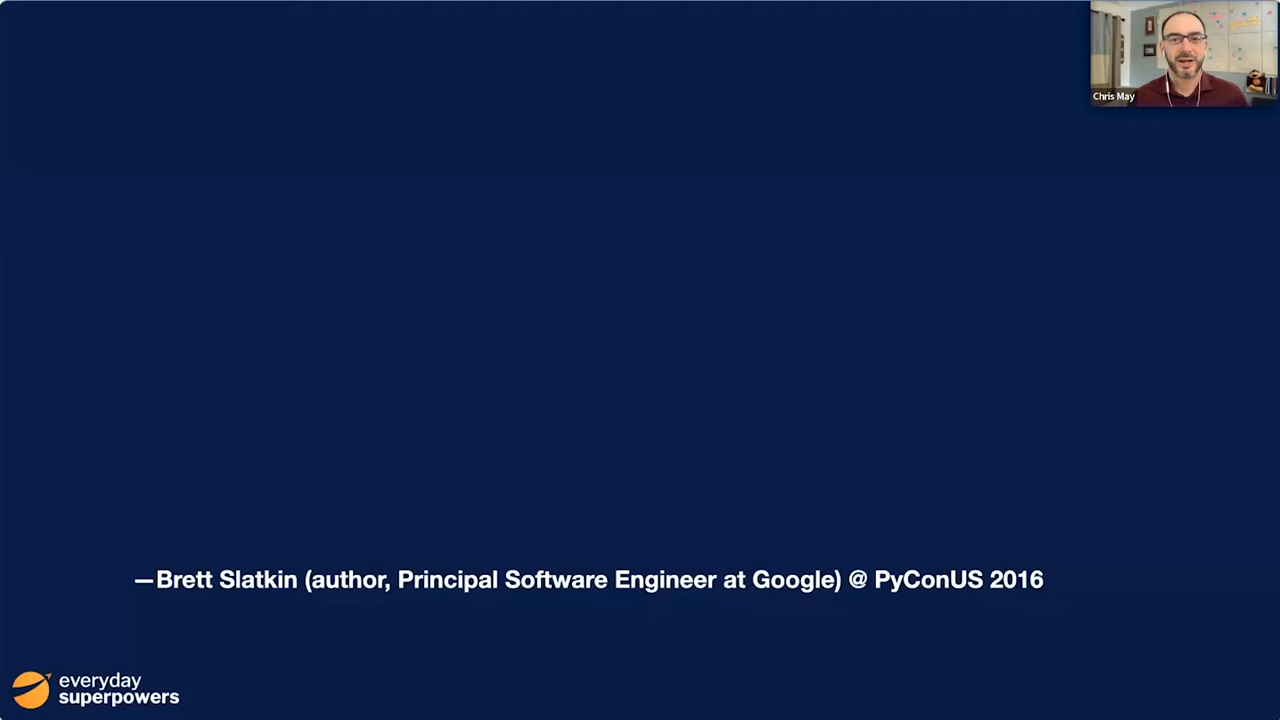 Chris May
—Brett Slatkin (author, Principal Software Engineer at Google) @ PyConUS 2016
everyday
superpowers